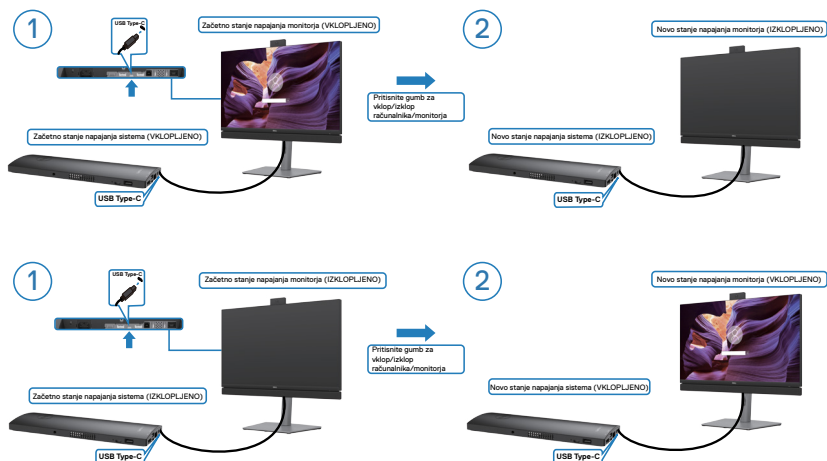 1
USB Type-C
Začetno stanje napajanja monitorja (VKLOPLJENO)
Začetno stanje napajanja sistema (VKLOPLJENO)
USB Type-C
Pritisnite gumb za
vklop/izklop
računalnika/monitorja
2
Novo stanje napajanja monitorja (IZKLOPLJENO)
Novo stanje napajanja sistema (IZKLOPLJENO)
USB Type-C
1
USB Type-C
Začetno stanje napajanja monitorja (IZKLOPLJENO)
Začetno stanje napajanja sistema (IZKLOPLJENO)
USB Type-C
Pritisnite gumb za
vklop/izklop
računalnika/monitorja
2
Novo stanje napajanja monitorja (VKLOPLJENO)
Novo stanje napajanja sistema (VKLOPLJENO)
USB Type-C